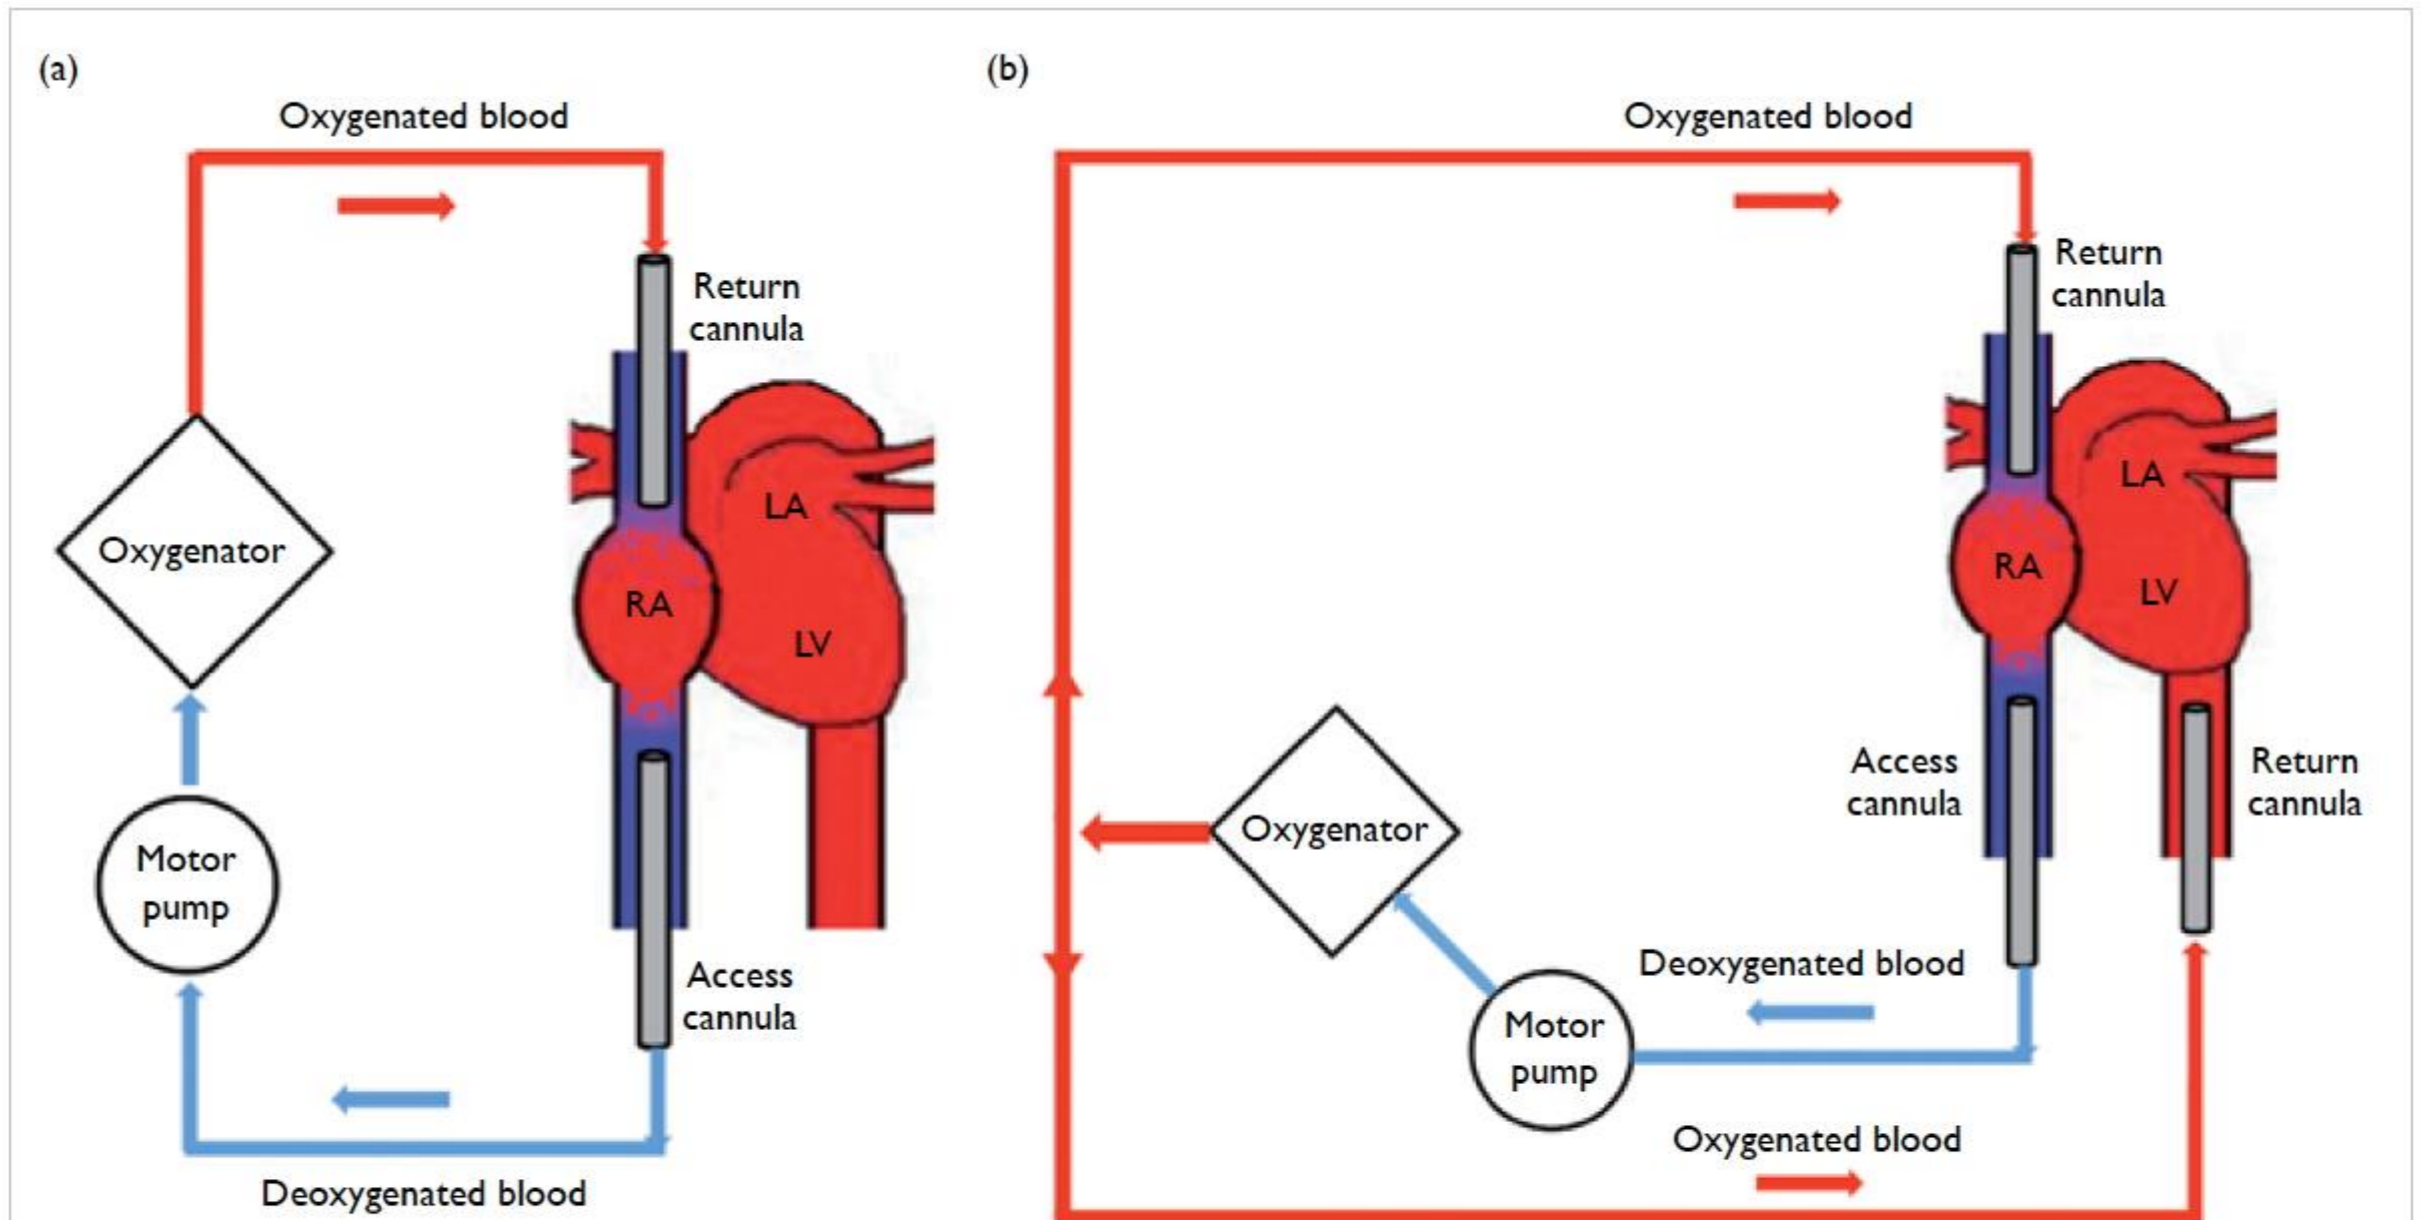 (a)
Oxygenated blood
Return
cannula
LA
Oxygenator
RA
LV
Motor
pump
Access
cannula
Deoxygenated blood
(b)
Oxygenated blood
Return
cannula
LA
RA
LV
Access
cannula
Return
cannula
Oxygenator
Deoxygenated blood
Motor
pump
Oxygenated blood